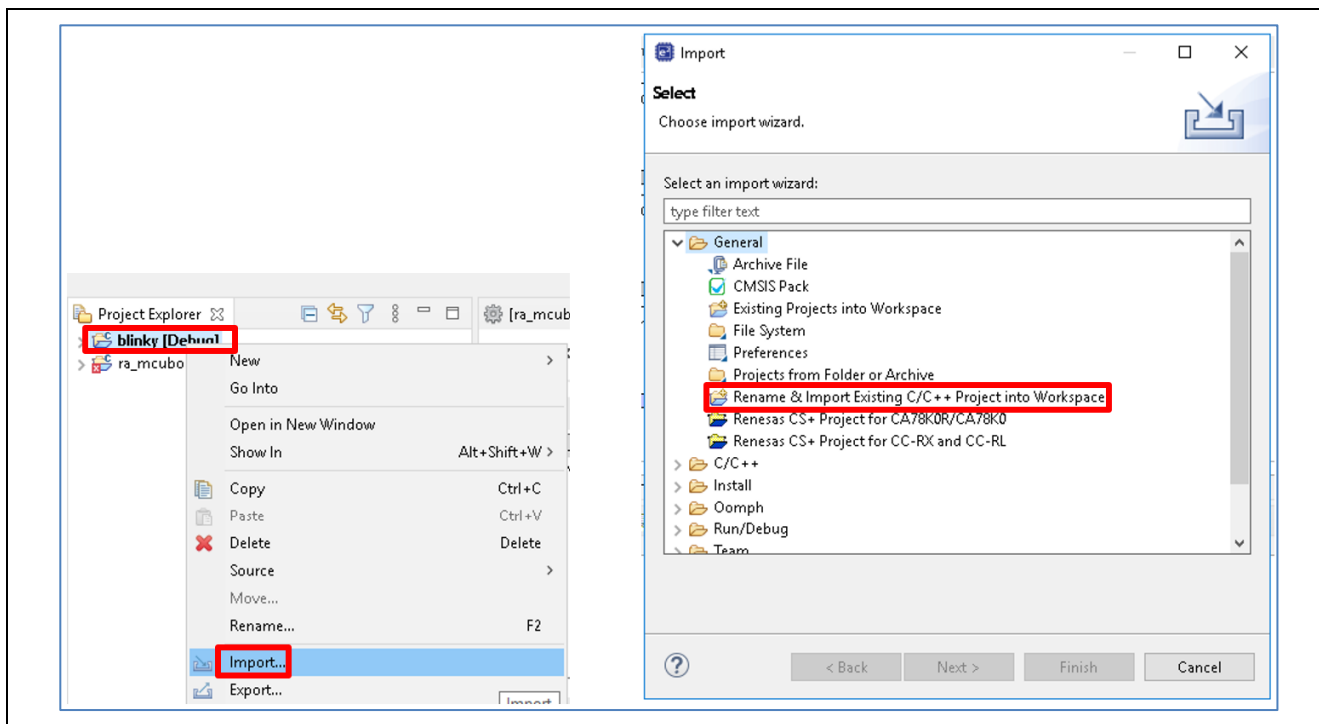 Project Explorer
[ra_mcub
blinky [Debug]
ra_mcubo
New
Go Into
Open in New Window
Show In Alt+Shift+W >
Copy Ctrl+C
Paste Ctrl+V
Delete Delete
Source >
Move...
Rename... F2
Import...
Export...
Import
Import
Select
Choose import wizard.
Select an import wizard:
type filter text
General
Archive File
CMSIS Pack
Existing Projects into Workspace
File System
Preferences
Projects from Folder or Archive
Rename & Import Existing C/C++ Project into Workspace
Renesas CS+ Project for CA78K0R/CA78K0
Renesas CS+ Project for CC-RX and CC-RL
C/C++
Install
Oomph
Run/Debug
Team
< Back Next > Finish Cancel